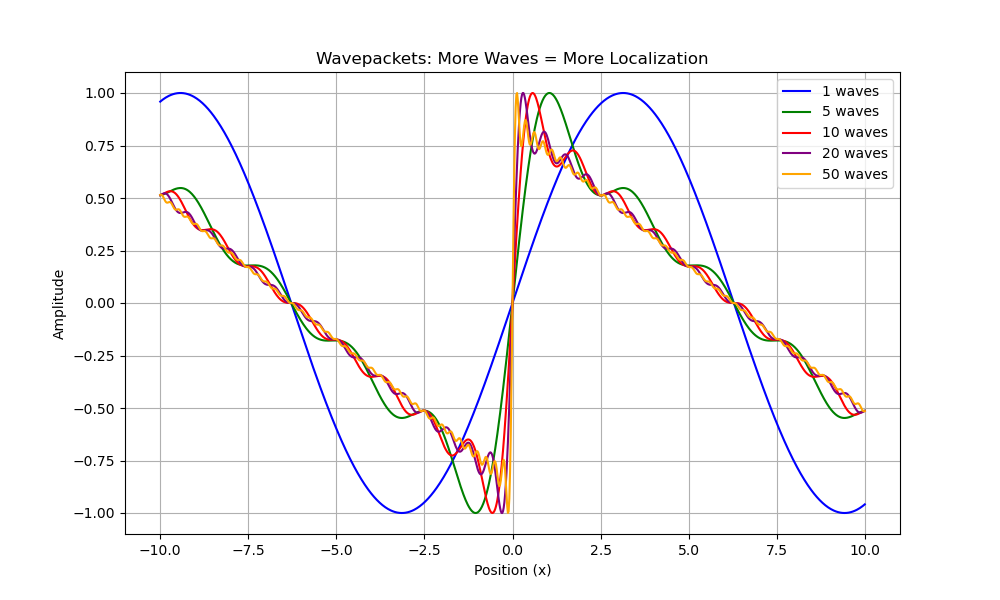 Wavepackets: More Waves = More Localization
1.00
0.75
0.50
0.25
0.00
−0.25
−0.50
−0.75
−1.00
Amplitude
1 waves
5 waves
10 waves
20 waves
50 waves
−10.0 −7.5 −5.0 −2.5 0.0 2.5 5.0 7.5 10.0
Position (x)